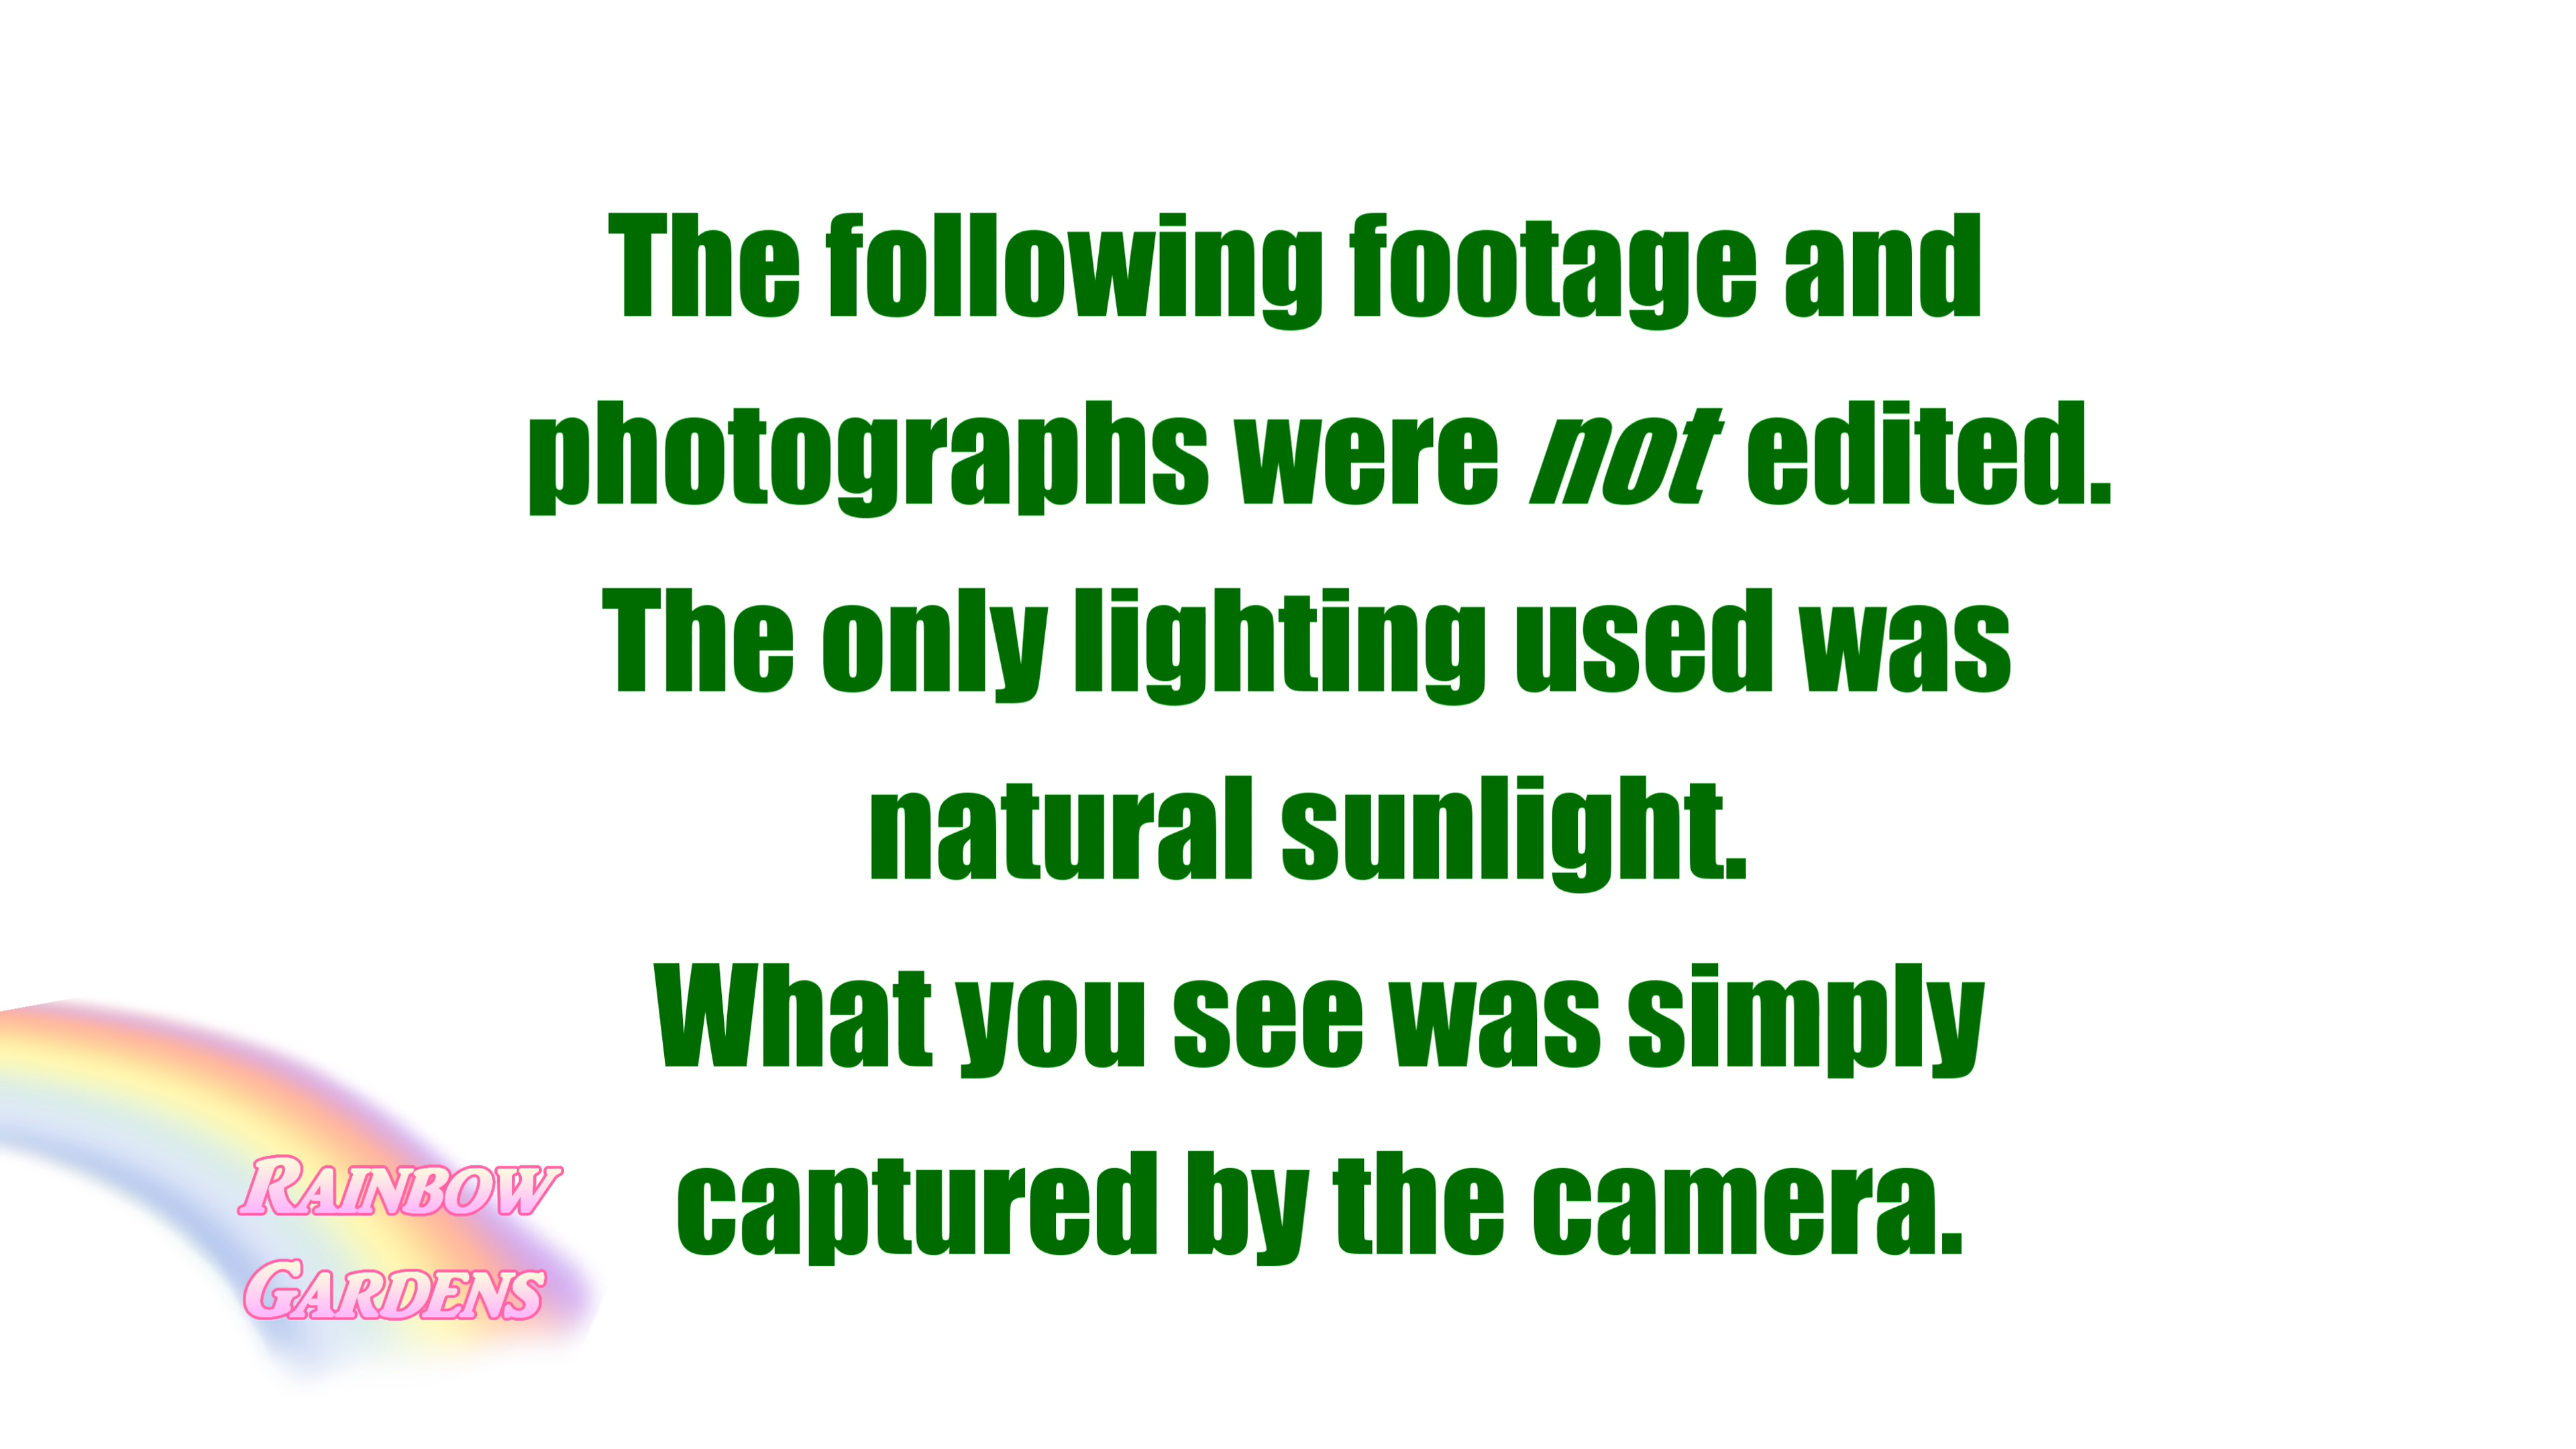 The following footage and
photographs were not edited.
The only lighting used was
natural sunlight.
What you see was simply
captured by the camera.
RAINBOW
GARDENS